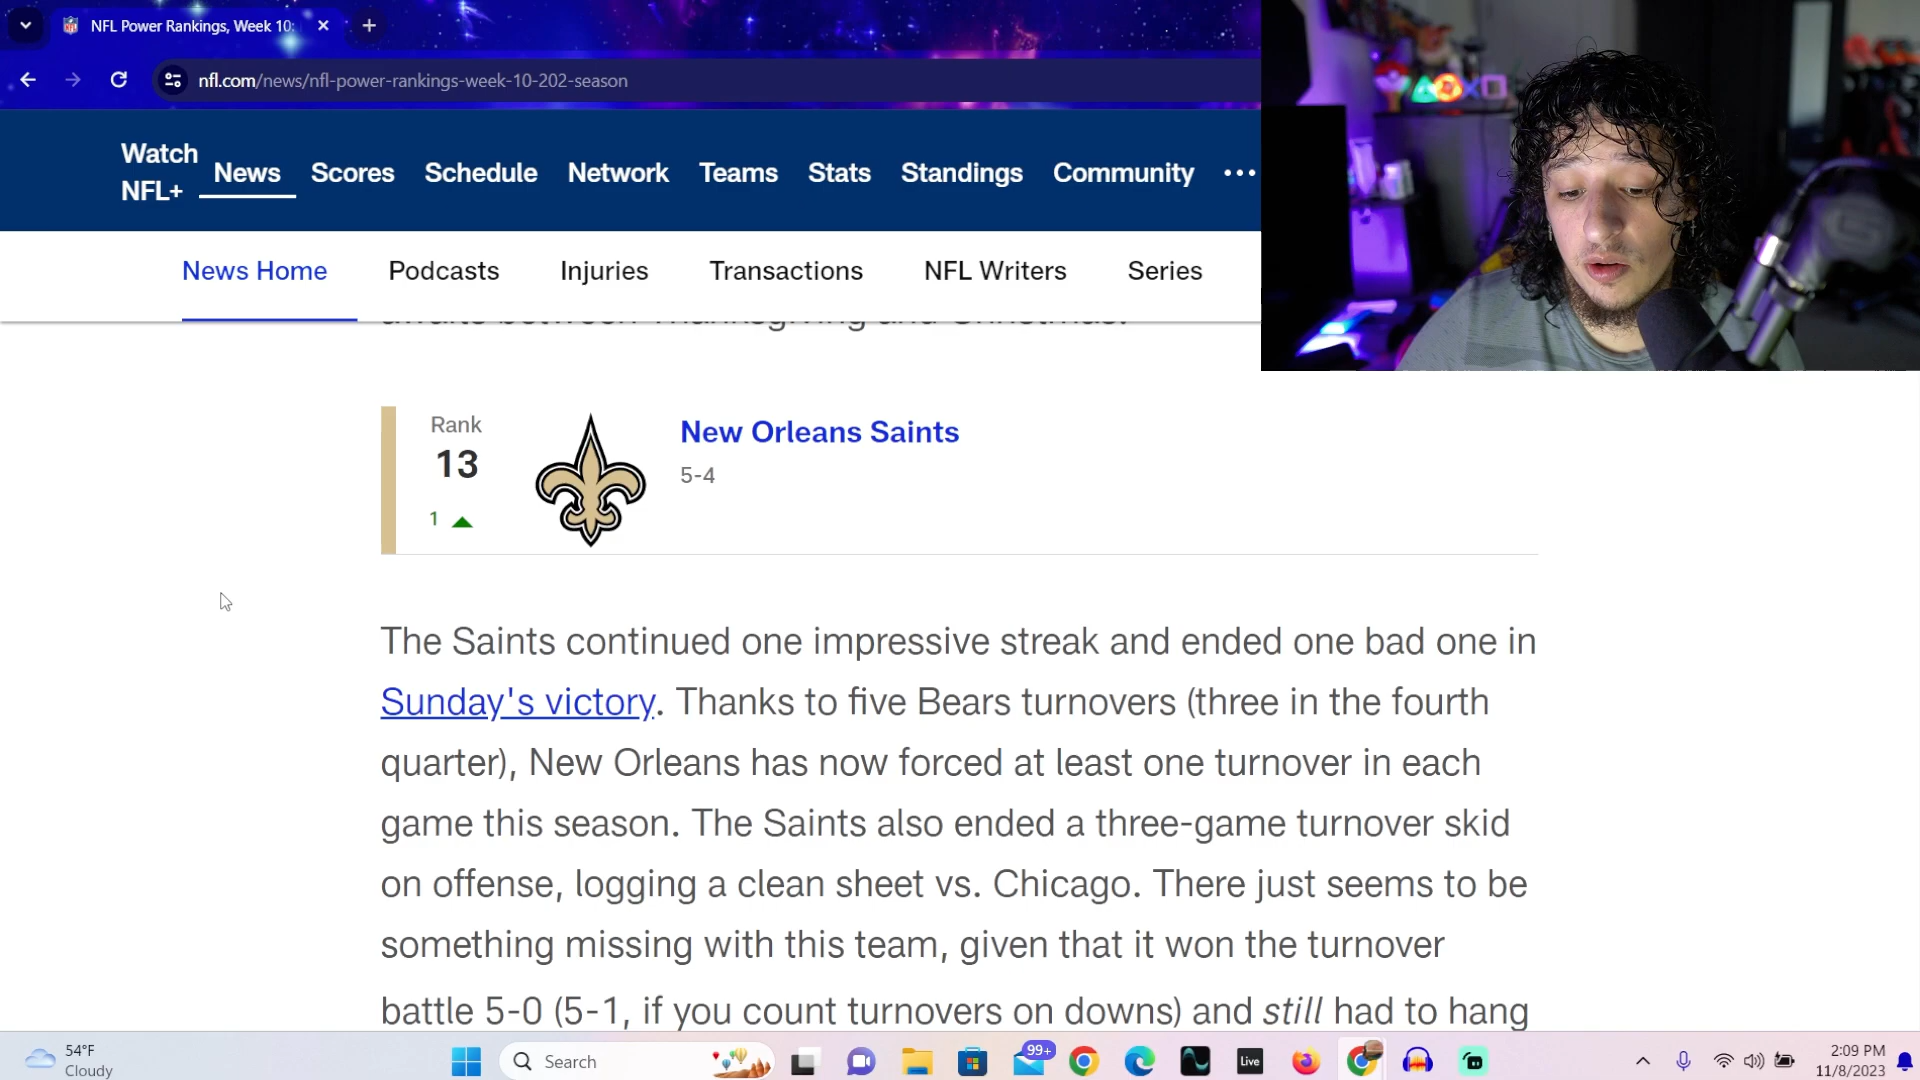 NFL Power Rankings, Week 10:
nfl.com/news/nfl-power-rankings-week-10-202-season
Watch NFL+
News
Scores
Schedule
Network
Teams
Stats
Standings
Community
News Home
Podcasts
Injuries
Transactions
NFL Writers
Series
awaits between Thanksgiving and Christmas.
Rank
13
1
New Orleans Saints
5-4
The Saints continued one impressive streak and ended one bad one in
Sunday's victory. Thanks to five Bears turnovers (three in the fourth
quarter), New Orleans has now forced at least one turnover in each
game this season. The Saints also ended a three-game turnover skid
on offense, logging a clean sheet vs. Chicago. There just seems to be
something missing with this team, given that it won the turnover
battle 5-0 (5-1, if you count turnovers on downs) and still had to hang
54°F
Cloudy
Search
99+
Live
2:09 PM
11/8/2023